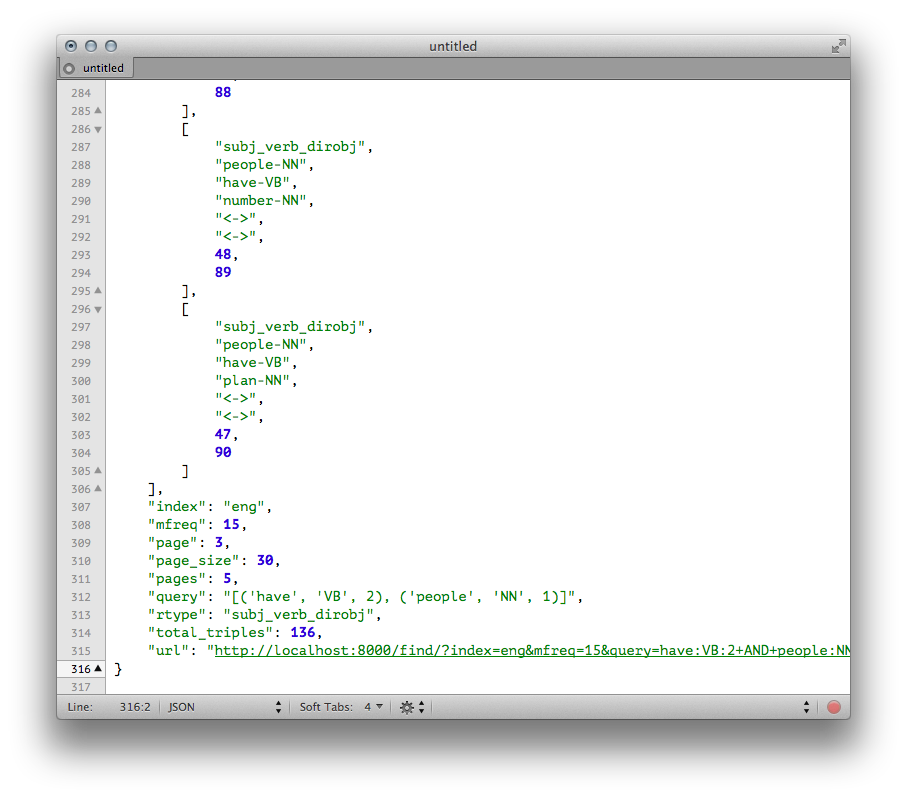 untitled
untitled
284 88
285 ],
286 [
287 "subj_verb_dirobj",
288 "people-NN",
289 "have-VB",
290 "number-NN",
291 "<->",
292 "<->",
293 48,
294 89
295 ],
296 [
297 "subj_verb_dirobj",
298 "people-NN",
299 "have-VB",
300 "plan-NN",
301 "<->",
302 "<->",
303 47,
304 90
305 ]
306 ],
307 "index": "eng",
308 "mfreq": 15,
309 "page": 3,
310 "page_size": 30,
311 "pages": 5,
312 "query": "[('have', 'VB', 2), ('people', 'NN', 1)]",
313 "rtype": "subj_verb_dirobj",
314 "total_triples": 136,
315 "url": "http://localhost:8000/find/?index=eng&mfreq=15&query=have:VB:2+AND+people:NN
316 }
317
Line: 316:2 JSON Soft Tabs: 4